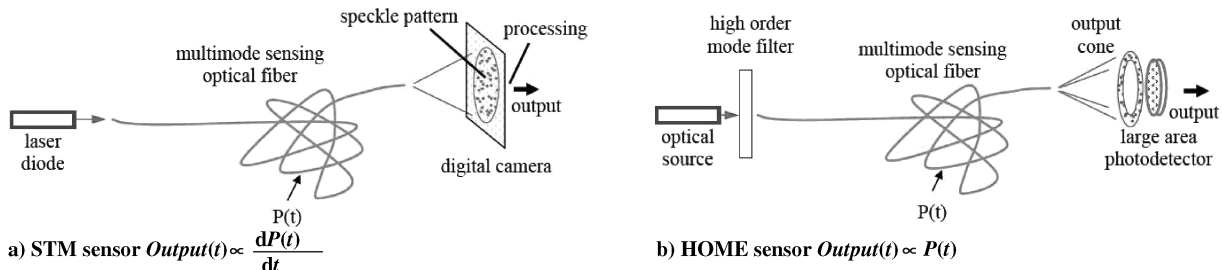 speckle pattern
processing
multimode sensing
optical fiber
output
laser
diode
digital camera
P(t)
a) STM sensor Output(t)∝ dP(t)
dt
high order
mode filter
output
cone
multimode sensing
optical fiber
output
optical
source
large area
photodetector
P(t)
b) HOME sensor Output(t) ∝ P(t)